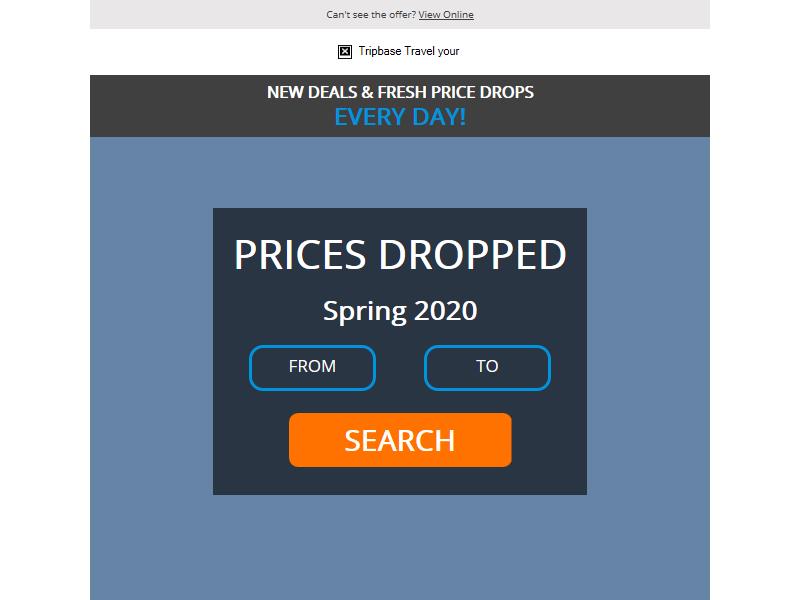 Can't see the offer? View Online
Tripbase Travel your
NEW DEALS & FRESH PRICE DROPS
EVERY DAY!
PRICES DROPPED
Spring 2020
FROM TO
SEARCH